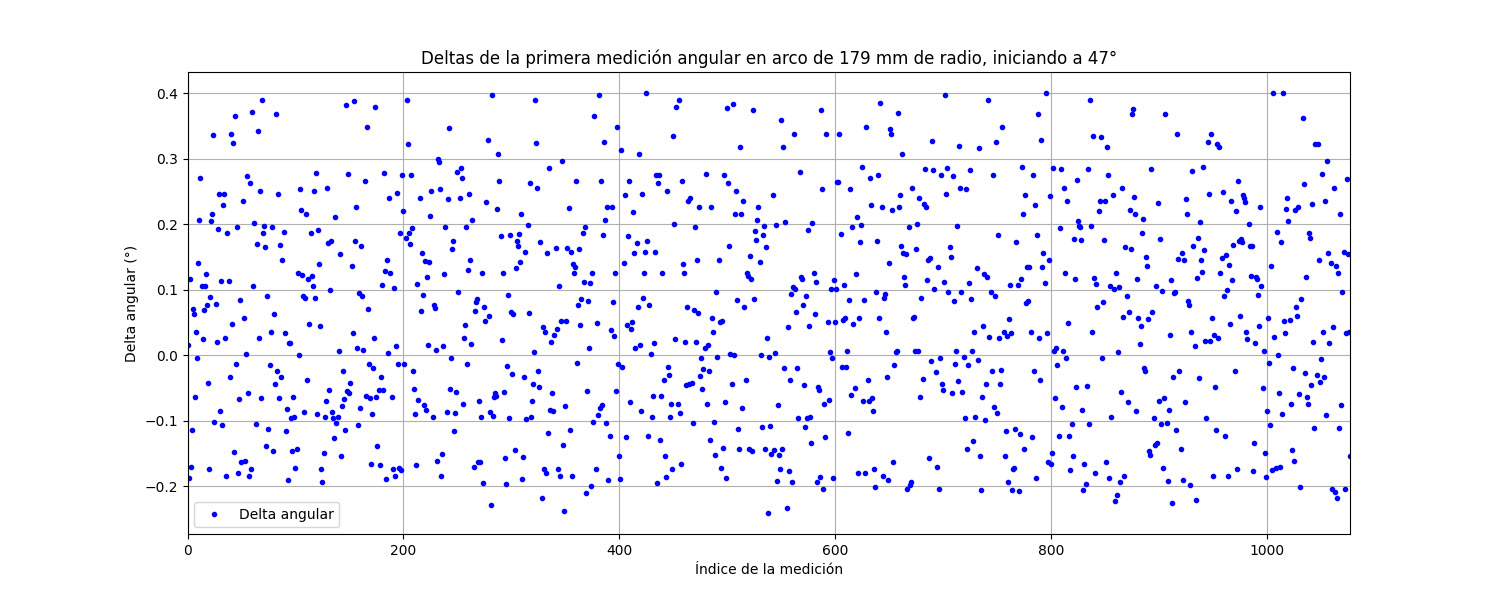 Deltas de la primera medición angular en arco de 179 mm de radio, iniciando a 47°
Delta angular (°)
0.4
0.3
0.2
0.1
0.0
−0.1
−0.2
Delta angular
0 200 400 600 800 1000
Índice de la medición